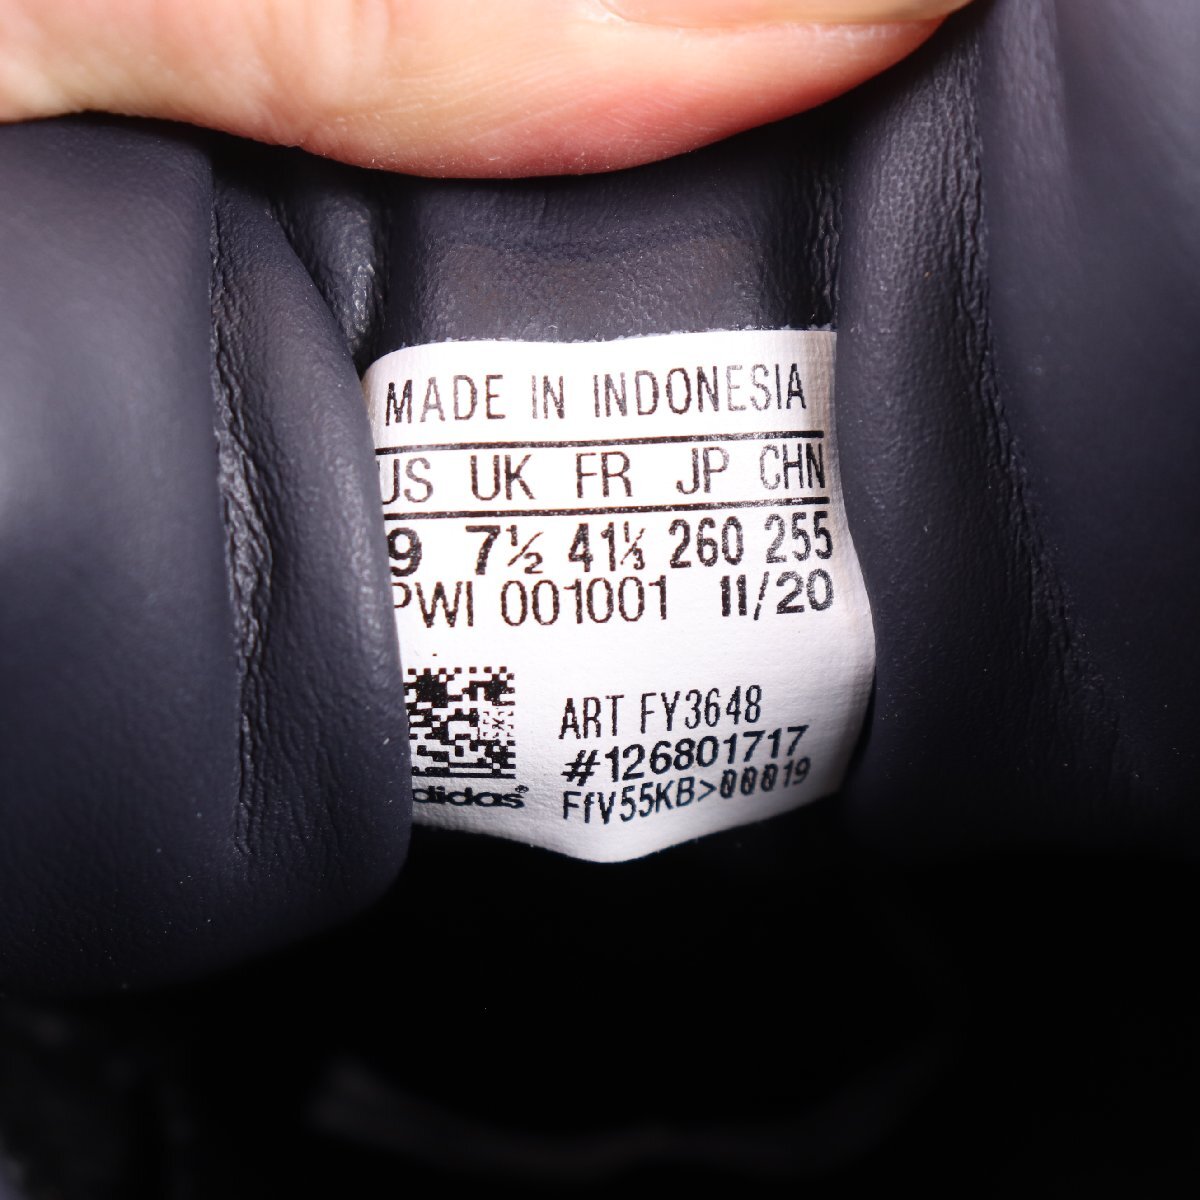 MADE IN INDONESIA
US UK FR JP CHN
9 7½ 41⅓ 260 255
PWI 001001 11/20
ART FY3648
#126801717
FfV55KB>00019
adidas